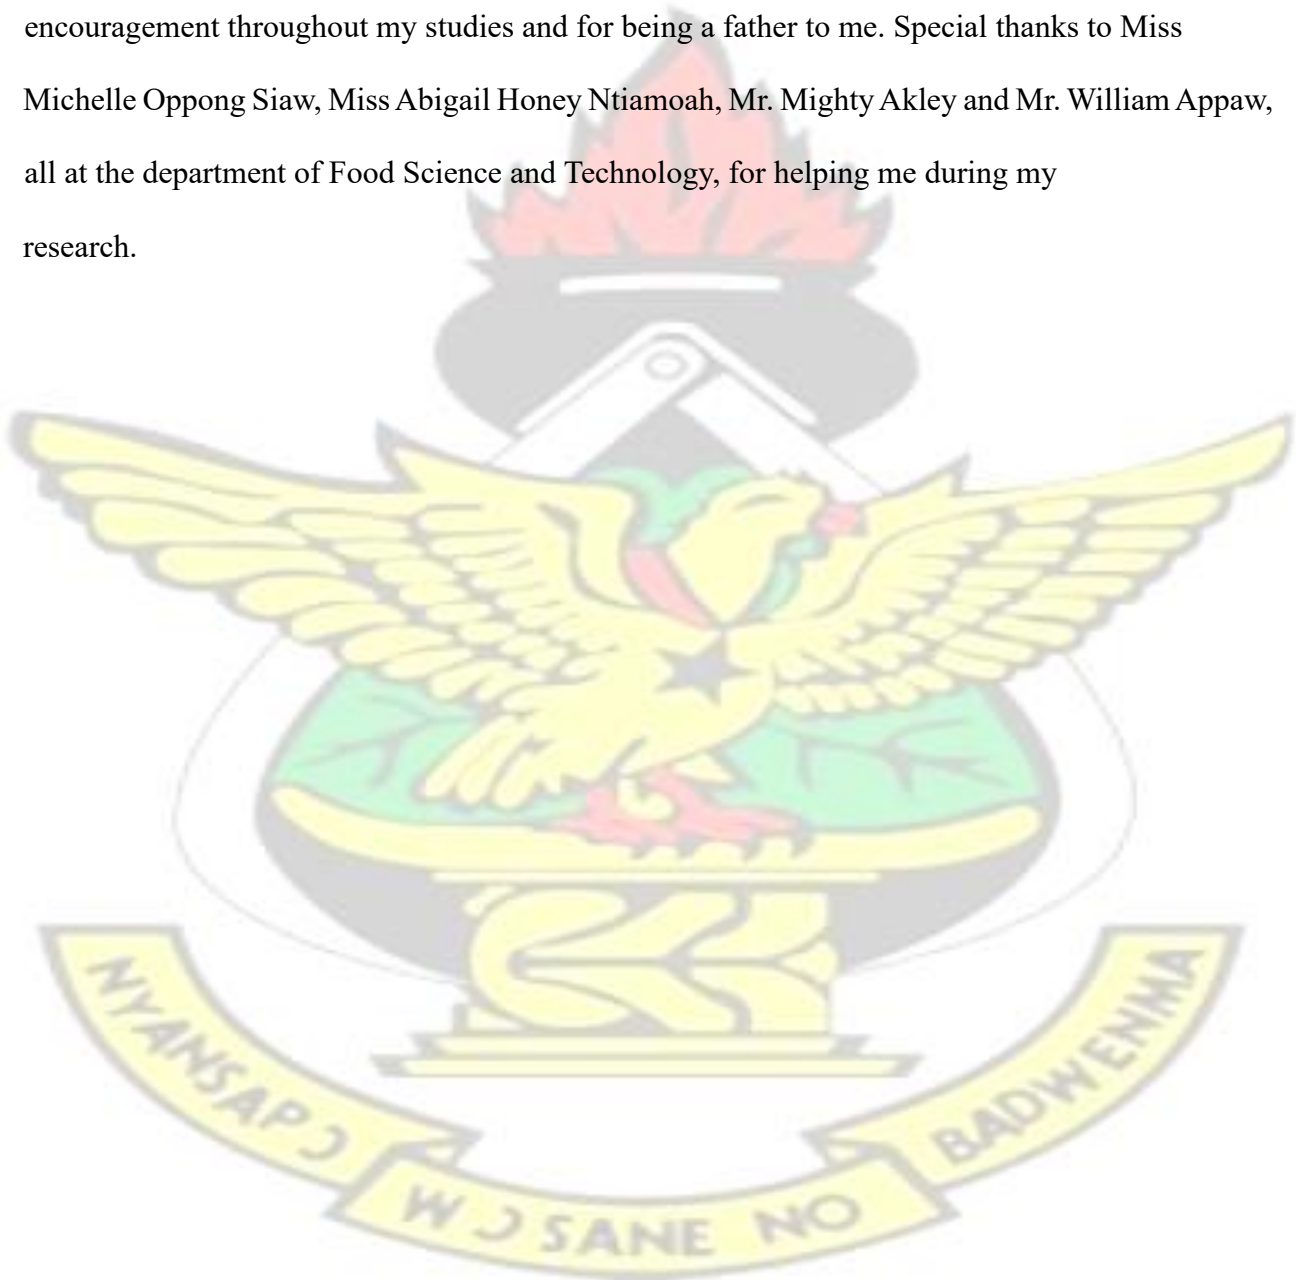 encouragement throughout my studies and for being a father to me. Special thanks to Miss
Michelle Oppong Siaw, Miss Abigail Honey Ntiamoah, Mr. Mighty Akley and Mr. William Appaw,
all at the department of Food Science and Technology, for helping me during my
research.
NYANSAPƆ
WƆSANE NO
BADWENMA